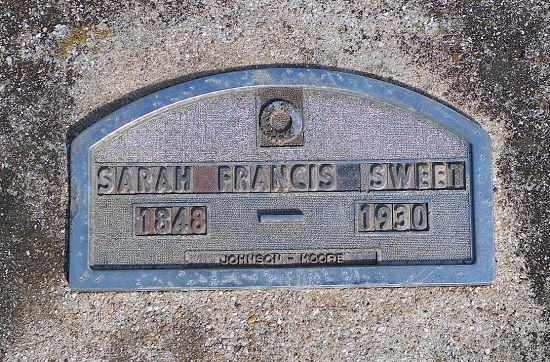 SARAH FRANCIS SWEET
1848 – 1930
JOHNSON - MOORE